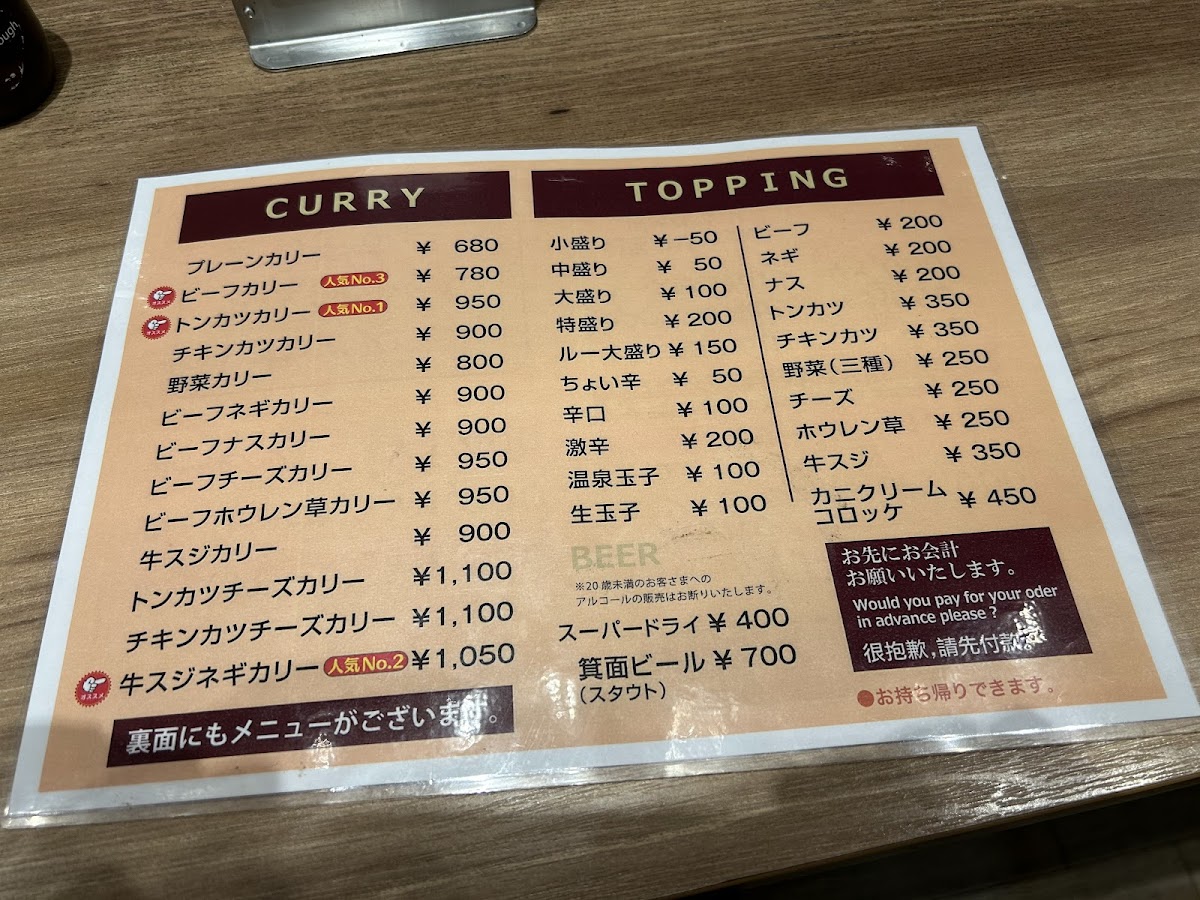 ough,
CURRY
プレーンカリー ¥ 680
オススメ ビーフカリー 人気No.3 ¥ 780
オススメ トンカツカリー 人気No.1 ¥ 950
チキンカツカリー ¥ 900
野菜カリー ¥ 800
ビーフネギカリー ¥ 900
ビーフナスカリー ¥ 900
ビーフチーズカリー ¥ 950
ビーフホウレン草カリー ¥ 950
牛スジカリー ¥ 900
トンカツチーズカリー ¥1,100
チキンカツチーズカリー ¥1,100
オススメ 牛スジネギカリー 人気No.2 ¥1,050
裏面にもメニューがございます。
TOPPING
小盛り ¥−50
中盛り ¥ 50
大盛り ¥ 100
特盛り ¥ 200
ルー大盛り ¥ 150
ちょい辛 ¥ 50
辛口 ¥ 100
激辛 ¥ 200
温泉玉子 ¥ 100
生玉子 ¥ 100
ビーフ ¥ 200
ネギ ¥ 200
ナス ¥ 200
トンカツ ¥ 350
チキンカツ ¥ 350
野菜(三種) ¥ 250
チーズ ¥ 250
ホウレン草 ¥ 250
牛スジ ¥ 350
カニクリーム
コロッケ ¥ 450
BEER
※20歳未満のお客さまへの
アルコールの販売はお断りいたします。
スーパードライ ¥ 400
箕面ビール ¥ 700
(スタウト)
お先にお会計
お願いいたします。
Would you pay for your oder
in advance please ?
很抱歉,請先付款。
●お持ち帰りできます。